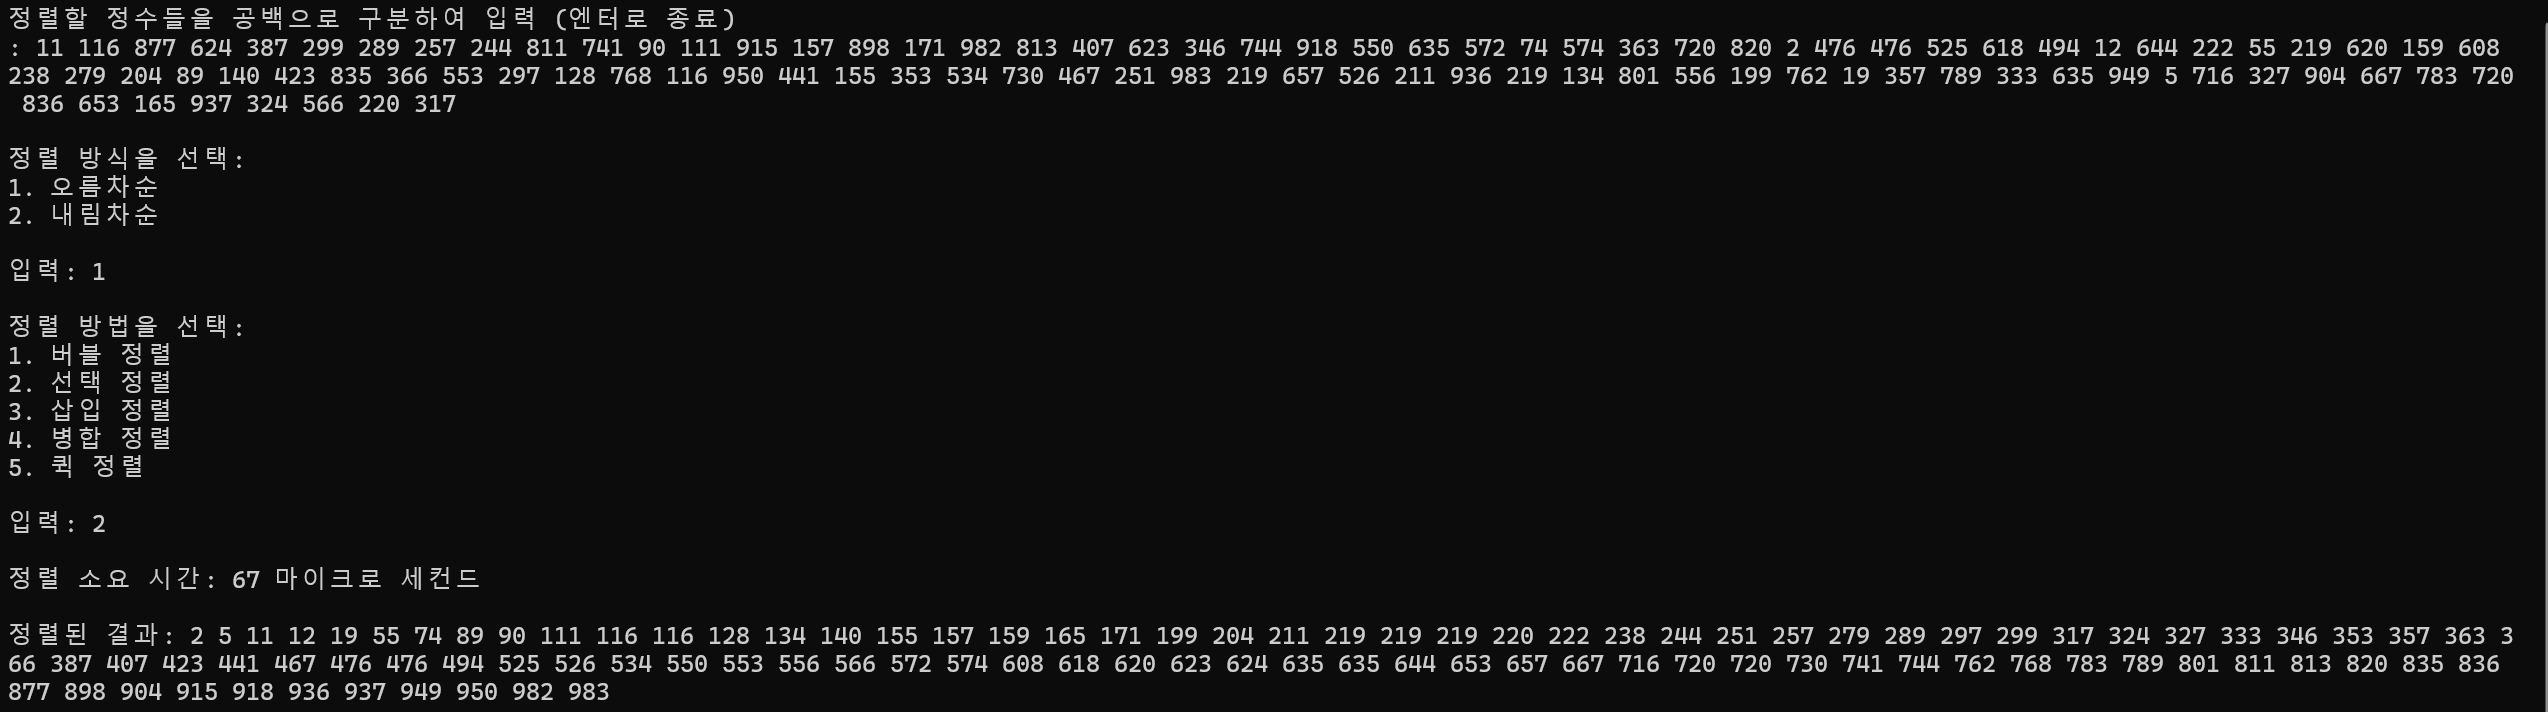 정렬할 정수들을 공백으로 구분하여 입력 (엔터로 종료)
: 11 116 877 624 387 299 289 257 244 811 741 90 111 915 157 898 171 982 813 407 623 346 744 918 550 635 572 74 574 363 720 820 2 476 476 525 618 494 12 644 222 55 219 620 159 608
238 279 204 89 140 423 835 366 553 297 128 768 116 950 441 155 353 534 730 467 251 983 219 657 526 211 936 219 134 801 556 199 762 19 357 789 333 635 949 5 716 327 904 667 783 720
836 653 165 937 324 566 220 317
정렬 방식을 선택:
1. 오름차순
2. 내림차순
입력: 1
정렬 방법을 선택:
1. 버블 정렬
2. 선택 정렬
3. 삽입 정렬
4. 병합 정렬
5. 퀵 정렬
입력: 2
정렬 소요 시간: 67 마이크로 세컨드
정렬된 결과: 2 5 11 12 19 55 74 89 90 111 116 116 128 134 140 155 157 159 165 171 199 204 211 219 219 219 220 222 238 244 251 257 279 289 297 299 317 324 327 333 346 353 357 363 3
66 387 407 423 441 467 476 476 494 525 526 534 550 553 556 566 572 574 608 618 620 623 624 635 635 644 653 657 667 716 720 720 730 741 744 762 768 783 789 801 811 813 820 835 836
877 898 904 915 918 936 937 949 950 982 983